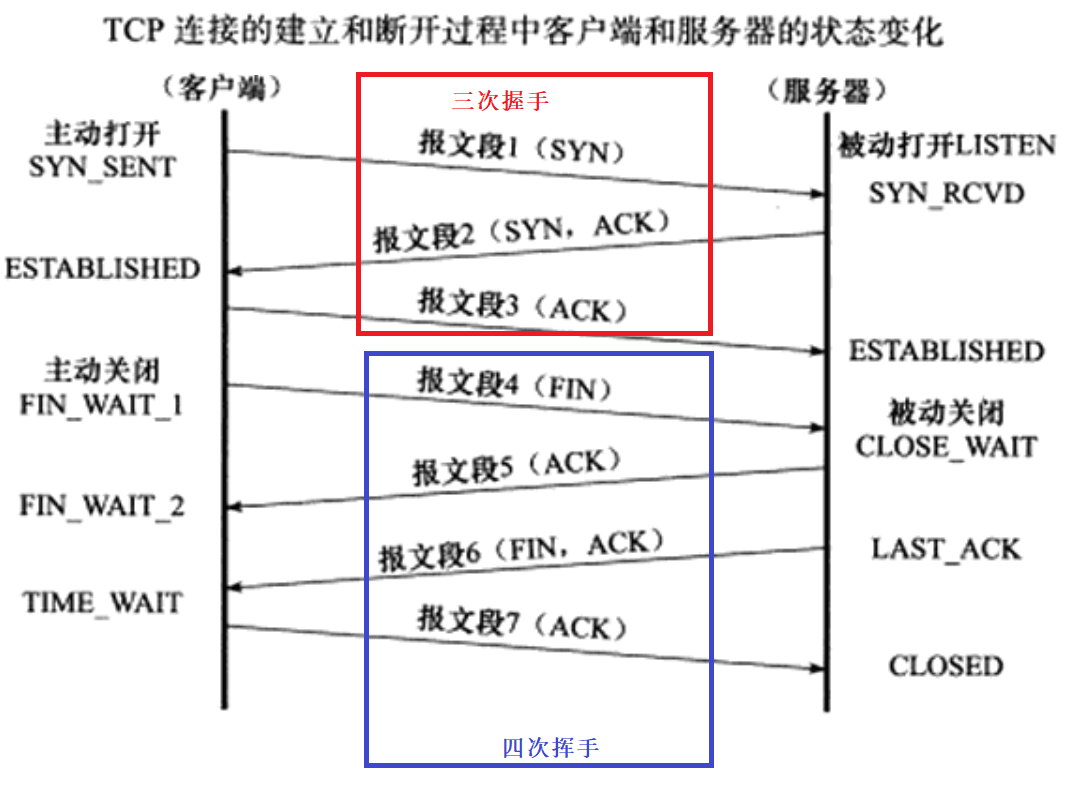 TCP 连接的建立和断开过程中客户端和服务器的状态变化
（客户端）
（服务器）
三次握手
主动打开
SYN_SENT
报文段1（SYN）
被动打开LISTEN
SYN_RCVD
报文段2（SYN，ACK）
ESTABLISHED
报文段3（ACK）
ESTABLISHED
主动关闭
FIN_WAIT_1
报文段4（FIN）
被动关闭
CLOSE_WAIT
报文段5（ACK）
FIN_WAIT_2
报文段6（FIN，ACK）
LAST_ACK
TIME_WAIT
报文段7（ACK）
CLOSED
四次挥手